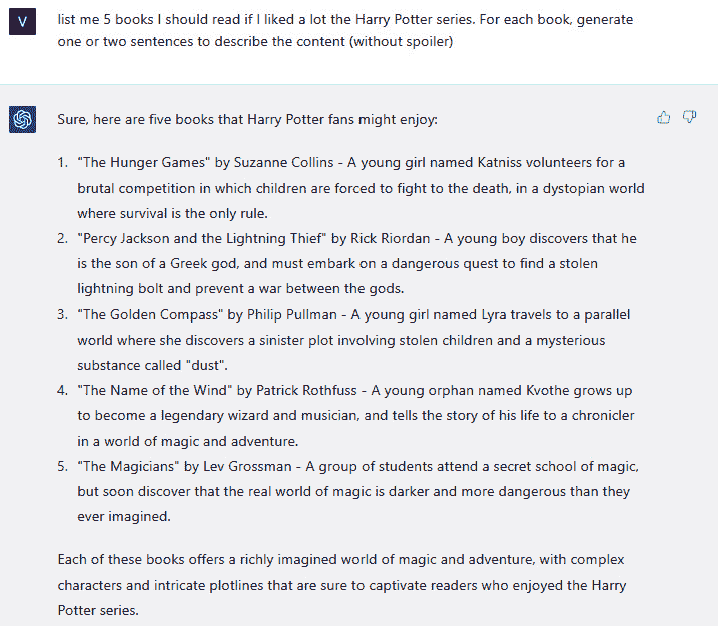 V
list me 5 books I should read if I liked a lot the Harry Potter series. For each book, generate
one or two sentences to describe the content (without spoiler)
Sure, here are five books that Harry Potter fans might enjoy:
1. "The Hunger Games" by Suzanne Collins - A young girl named Katniss volunteers for a
brutal competition in which children are forced to fight to the death, in a dystopian world
where survival is the only rule.
2. "Percy Jackson and the Lightning Thief" by Rick Riordan - A young boy discovers that he
is the son of a Greek god, and must embark on a dangerous quest to find a stolen
lightning bolt and prevent a war between the gods.
3. "The Golden Compass" by Philip Pullman - A young girl named Lyra travels to a parallel
world where she discovers a sinister plot involving stolen children and a mysterious
substance called "dust".
4. "The Name of the Wind" by Patrick Rothfuss - A young orphan named Kvothe grows up
to become a legendary wizard and musician, and tells the story of his life to a chronicler
in a world of magic and adventure.
5. "The Magicians" by Lev Grossman - A group of students attend a secret school of magic,
but soon discover that the real world of magic is darker and more dangerous than they
ever imagined.
Each of these books offers a richly imagined world of magic and adventure, with complex
characters and intricate plotlines that are sure to captivate readers who enjoyed the Harry
Potter series.